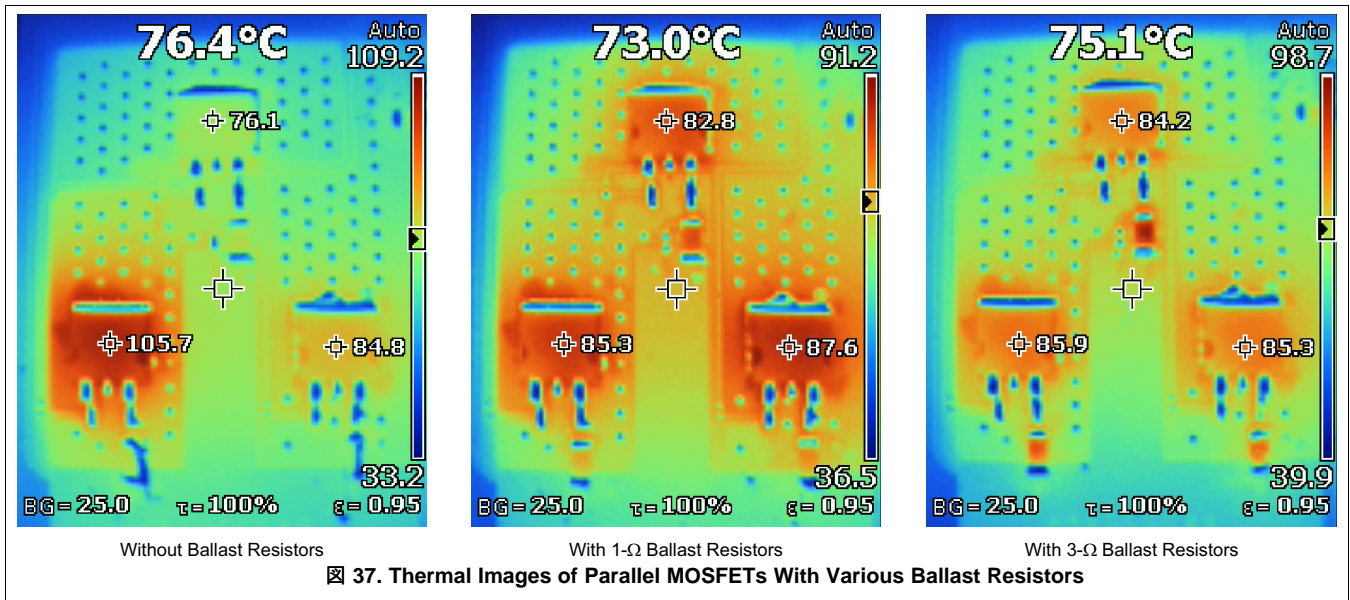 76.4°C
Auto
109.2
76.1
105.7
84.8
33.2
BG = 25.0 τ = 100% ε = 0.95
73.0°C
Auto
91.2
82.8
85.3
87.6
36.5
BG = 25.0 τ = 100% ε = 0.95
75.1°C
Auto
98.7
84.2
85.9
85.3
39.9
BG = 25.0 τ = 100% ε = 0.95
Without Ballast Resistors
With 1-Ω Ballast Resistors
With 3-Ω Ballast Resistors
図 37. Thermal Images of Parallel MOSFETs With Various Ballast Resistors